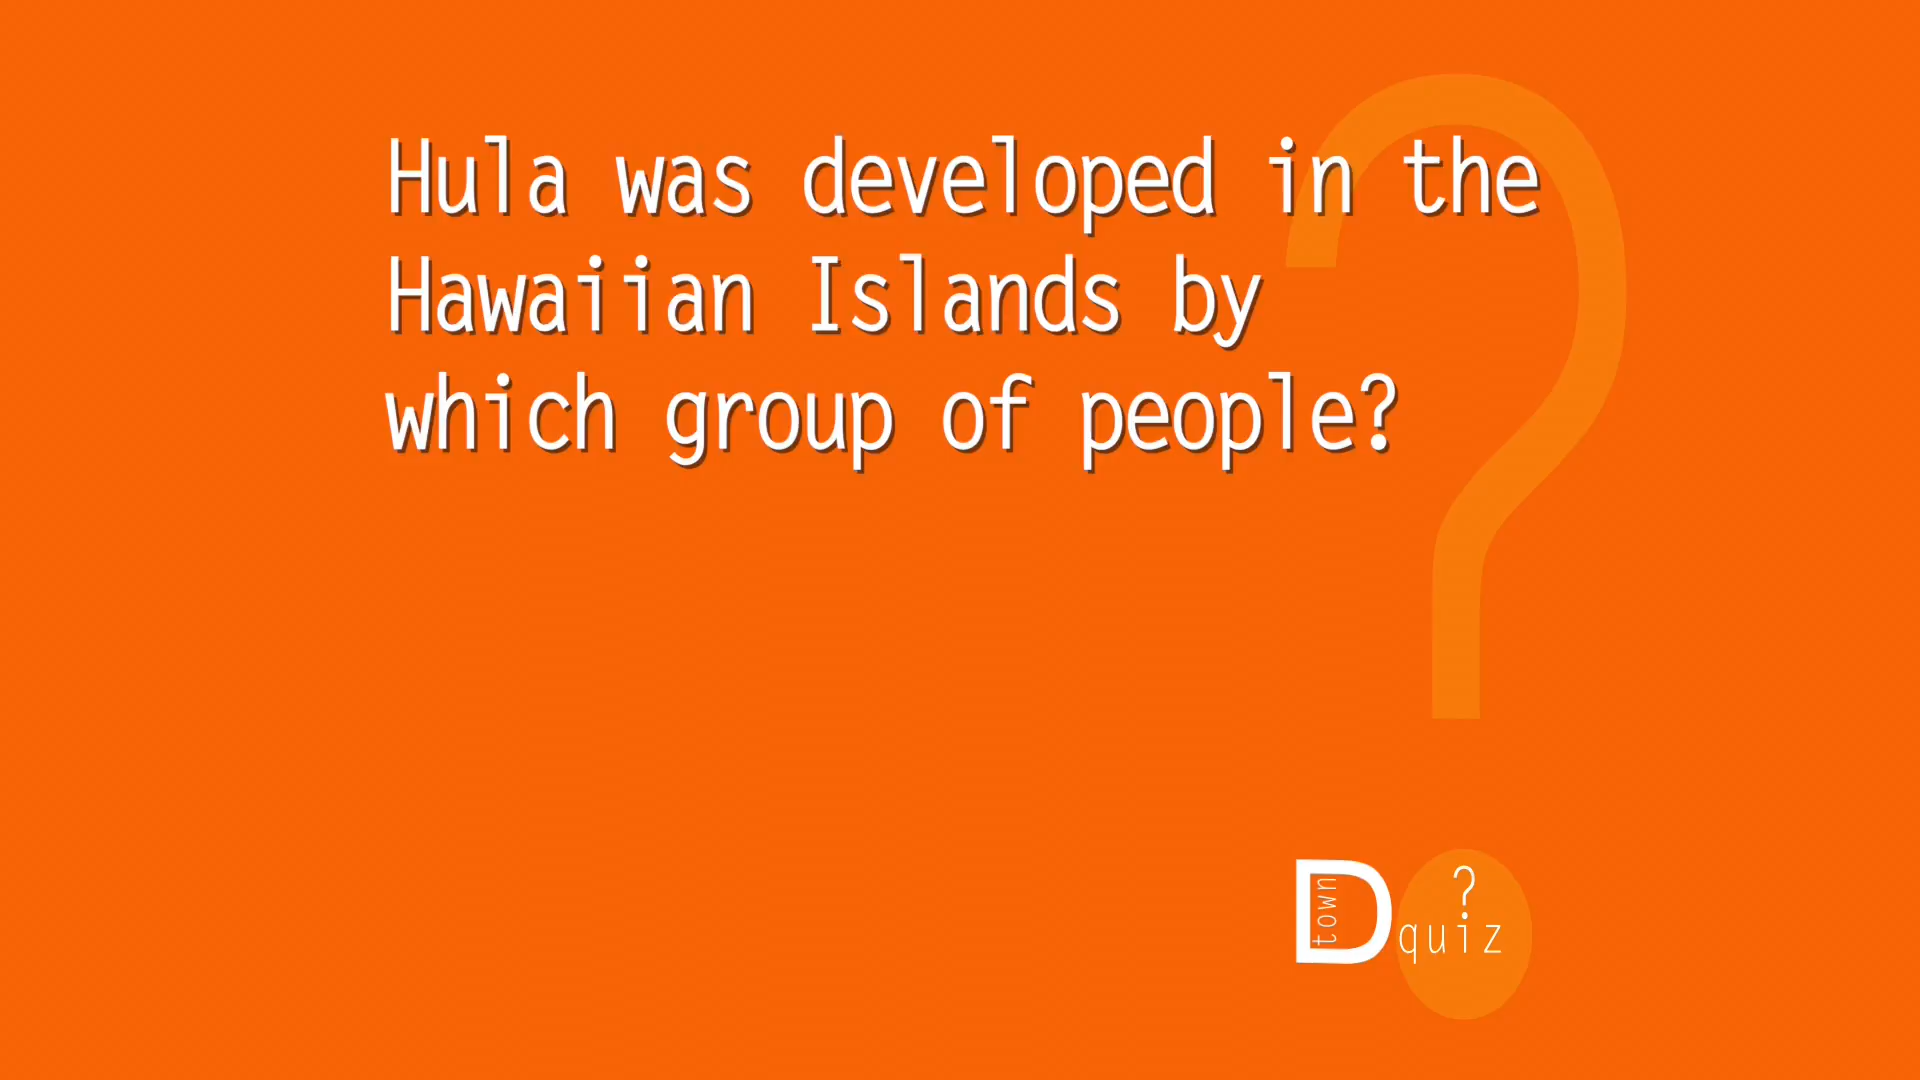 Hula was developed in the
Hawaiian Islands by
which group of people?
D town ? quiz